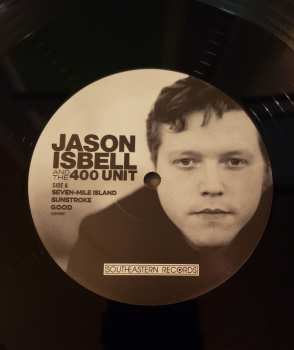 JASON
ISBELL
AND THE 400 UNIT
SIDE A
SEVEN-MILE ISLAND
SUNSTROKE
GOOD
SOUTHEASTERN RECORDS